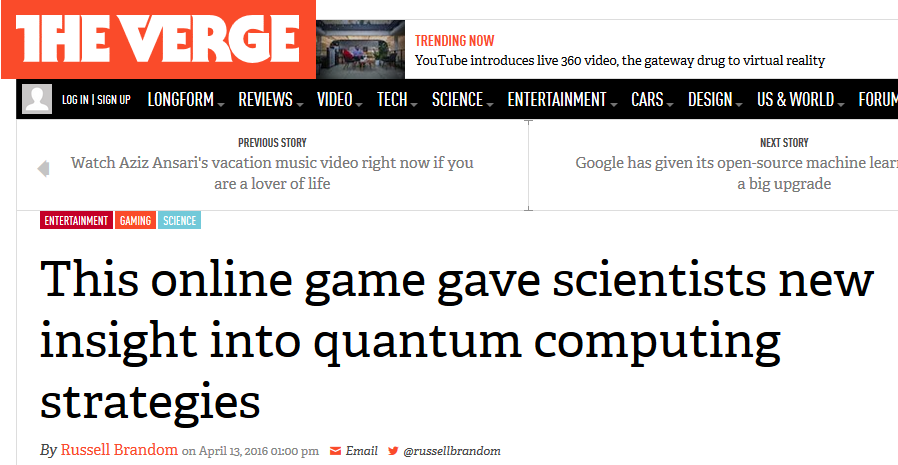 THE VERGE
TRENDING NOW
YouTube introduces live 360 video, the gateway drug to virtual reality
LOG IN | SIGN UP LONGFORM REVIEWS VIDEO TECH SCIENCE ENTERTAINMENT CARS DESIGN US & WORLD FORUM
PREVIOUS STORY
Watch Aziz Ansari's vacation music video right now if you
are a lover of life
NEXT STORY
Google has given its open-source machine lear
a big upgrade
ENTERTAINMENT GAMING SCIENCE
This online game gave scientists new
insight into quantum computing
strategies
By Russell Brandom on April 13, 2016 01:00 pm Email @russellbrandom